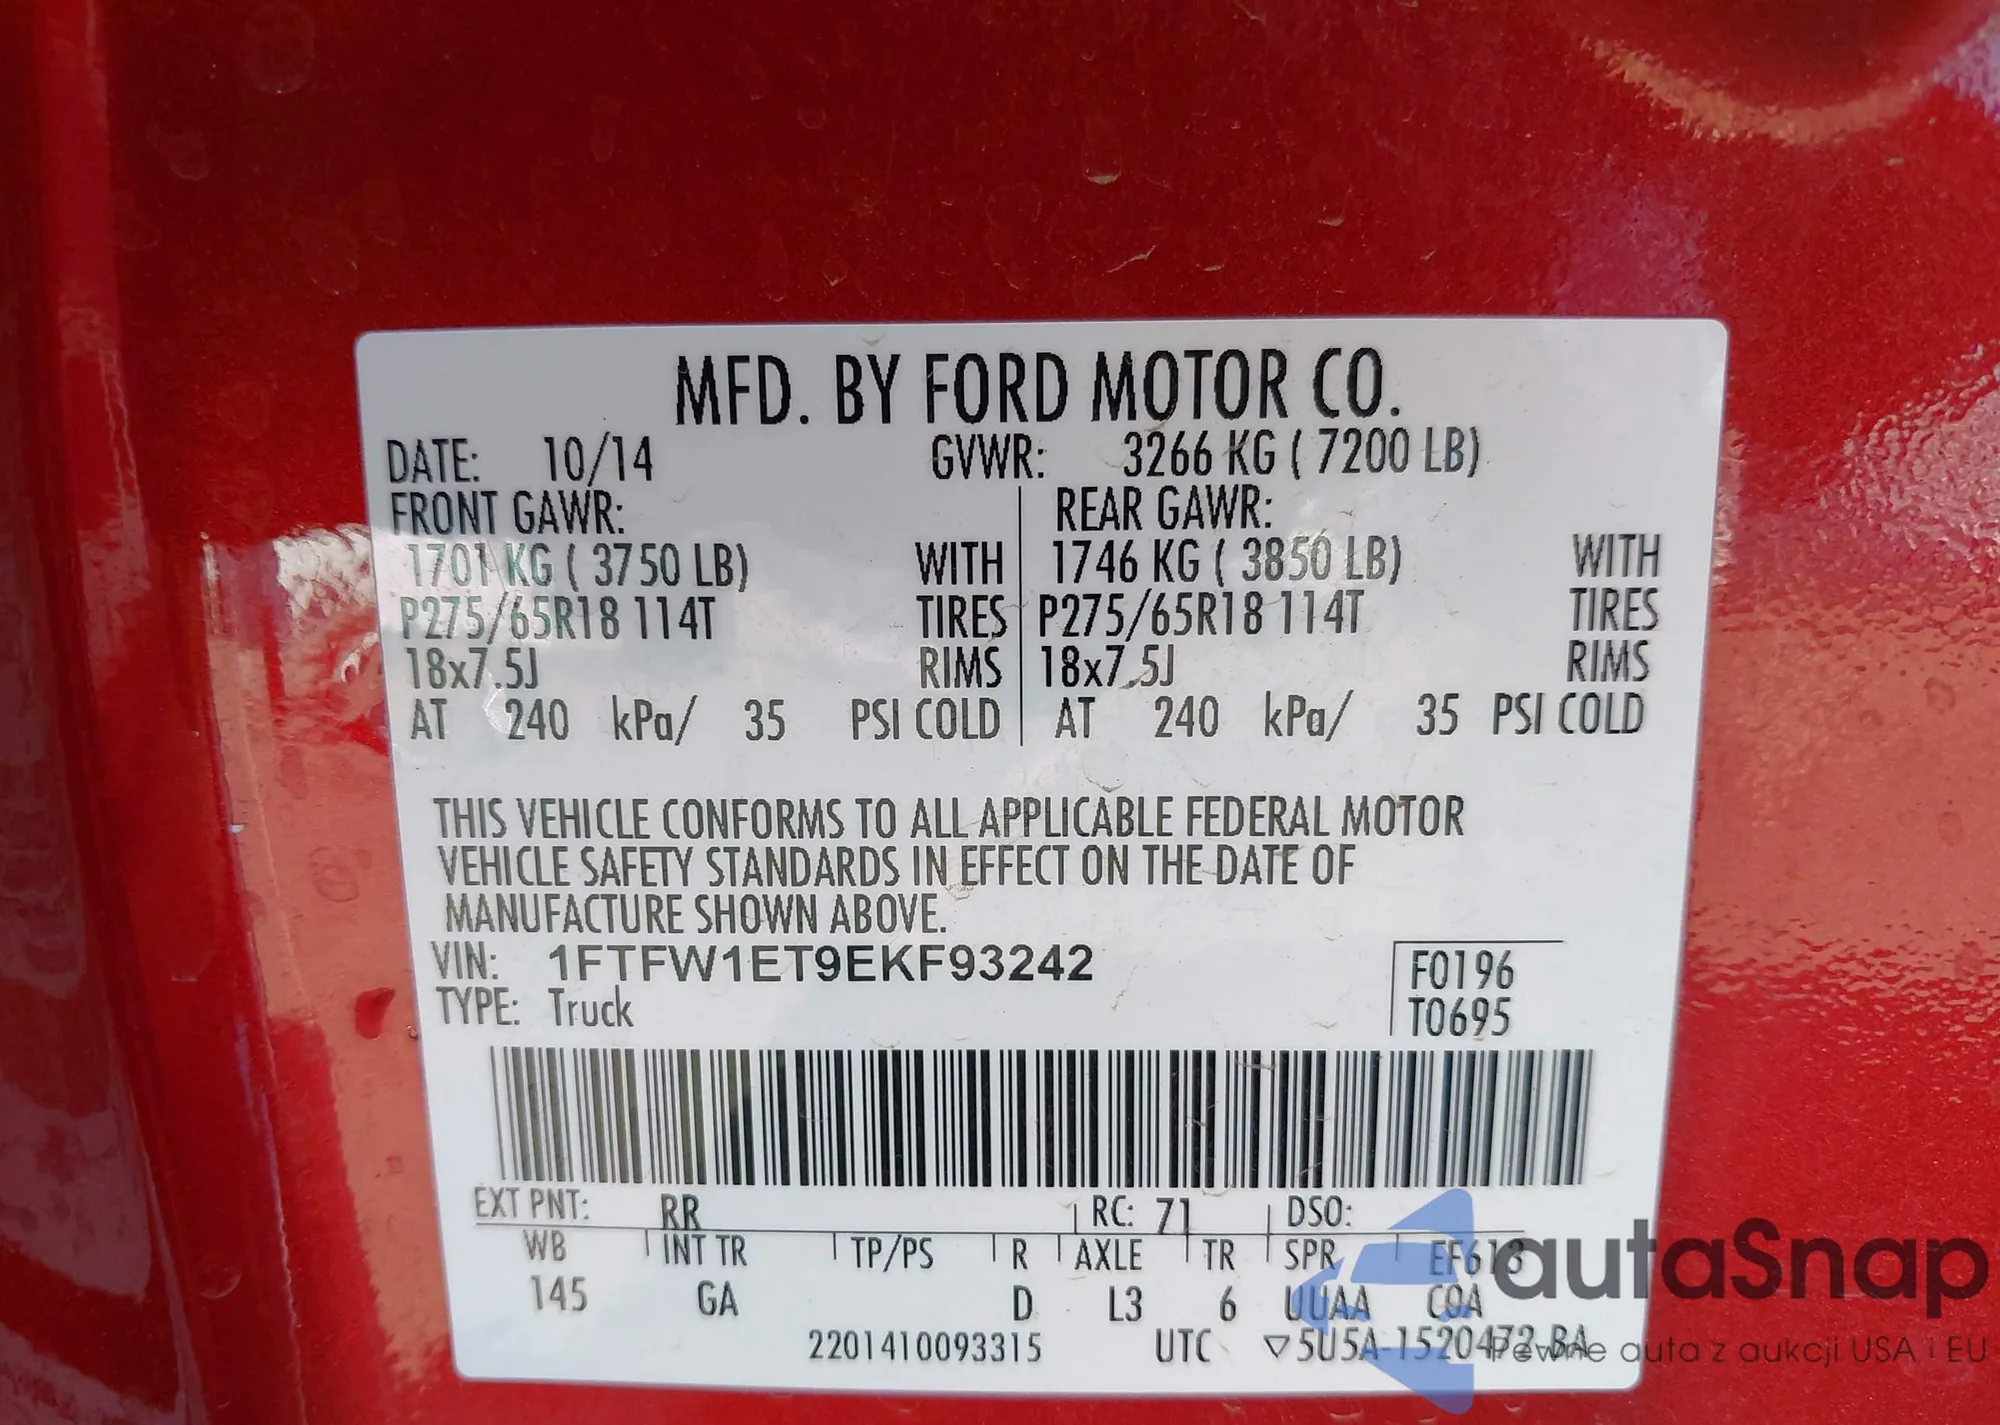 MFD. BY FORD MOTOR CO.
DATE: 10/14 GVWR: 3266 KG ( 7200 LB)
FRONT GAWR: REAR GAWR:
1701 KG ( 3750 LB) WITH 1746 KG ( 3850 LB) WITH
P275/65R18 114T TIRES P275/65R18 114T TIRES
18x7.5J RIMS 18x7.5J RIMS
AT 240 kPa/ 35 PSI COLD AT 240 kPa/ 35 PSI COLD
THIS VEHICLE CONFORMS TO ALL APPLICABLE FEDERAL MOTOR
VEHICLE SAFETY STANDARDS IN EFFECT ON THE DATE OF
MANUFACTURE SHOWN ABOVE.
VIN: 1FTFW1ET9EKF93242 F0196
TYPE: Truck T0695
EXT PNT: RR RC: 71 DSO:
WB INT TR TP/PS R AXLE TR SPR EF613
145 GA D L3 6 UUAA C0A
2201410093315 UTC ▽5U5A-1520472-BA
autaSnap
Pewne auta z aukcji USA i EU